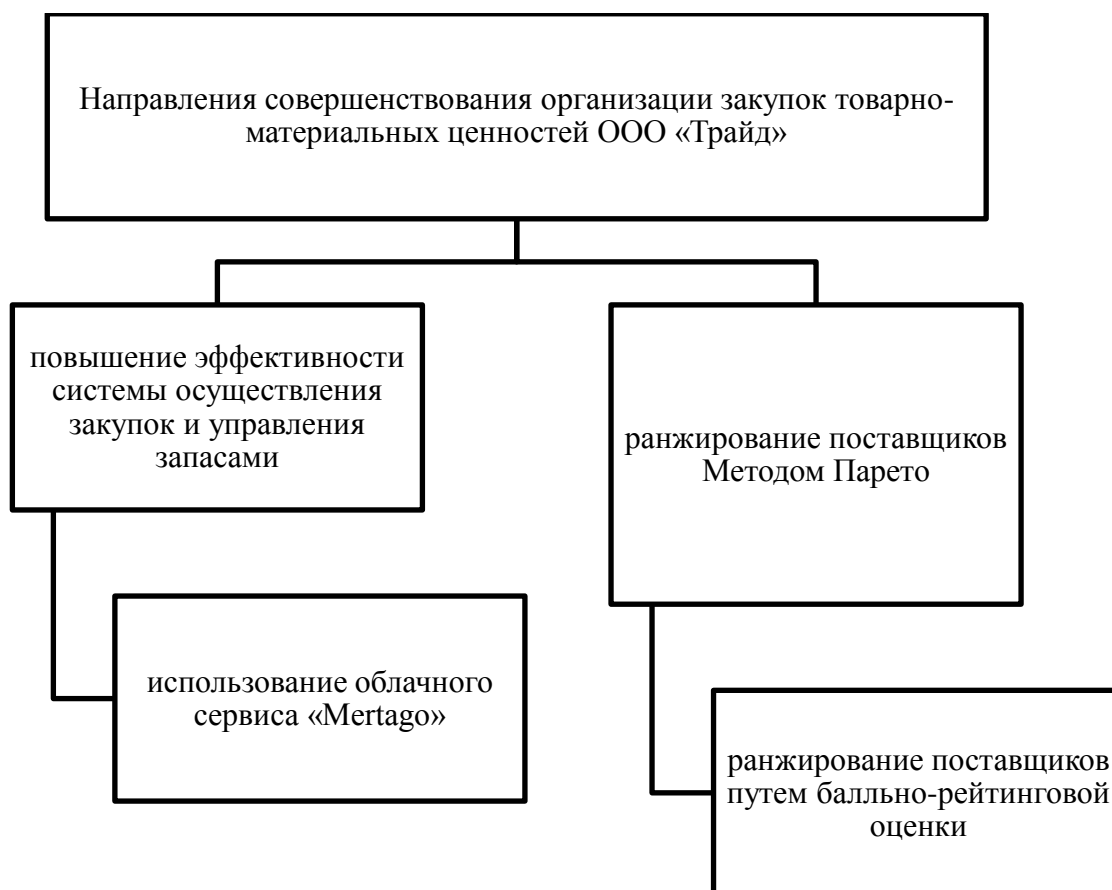 Направления совершенствования организации закупок товарно-
материальных ценностей ООО «Трайд»
повышение эффективности
системы осуществления
закупок и управления
запасами
ранжирование поставщиков
Методом Парето
использование облачного
сервиса «Mertago»
ранжирование поставщиков
путем балльно-рейтинговой
оценки